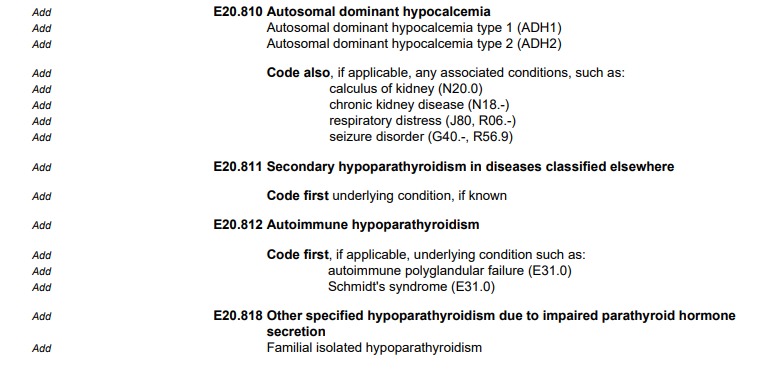 Add E20.810 Autosomal dominant hypocalcemia
Add Autosomal dominant hypocalcemia type 1 (ADH1)
Add Autosomal dominant hypocalcemia type 2 (ADH2)
Add Code also, if applicable, any associated conditions, such as:
Add calculus of kidney (N20.0)
Add chronic kidney disease (N18.-)
Add respiratory distress (J80, R06.-)
Add seizure disorder (G40.-, R56.9)
Add E20.811 Secondary hypoparathyroidism in diseases classified elsewhere
Add Code first underlying condition, if known
Add E20.812 Autoimmune hypoparathyroidism
Add Code first, if applicable, underlying condition such as:
Add autoimmune polyglandular failure (E31.0)
Add Schmidt's syndrome (E31.0)
Add E20.818 Other specified hypoparathyroidism due to impaired parathyroid hormone
secretion
Add Familial isolated hypoparathyroidism